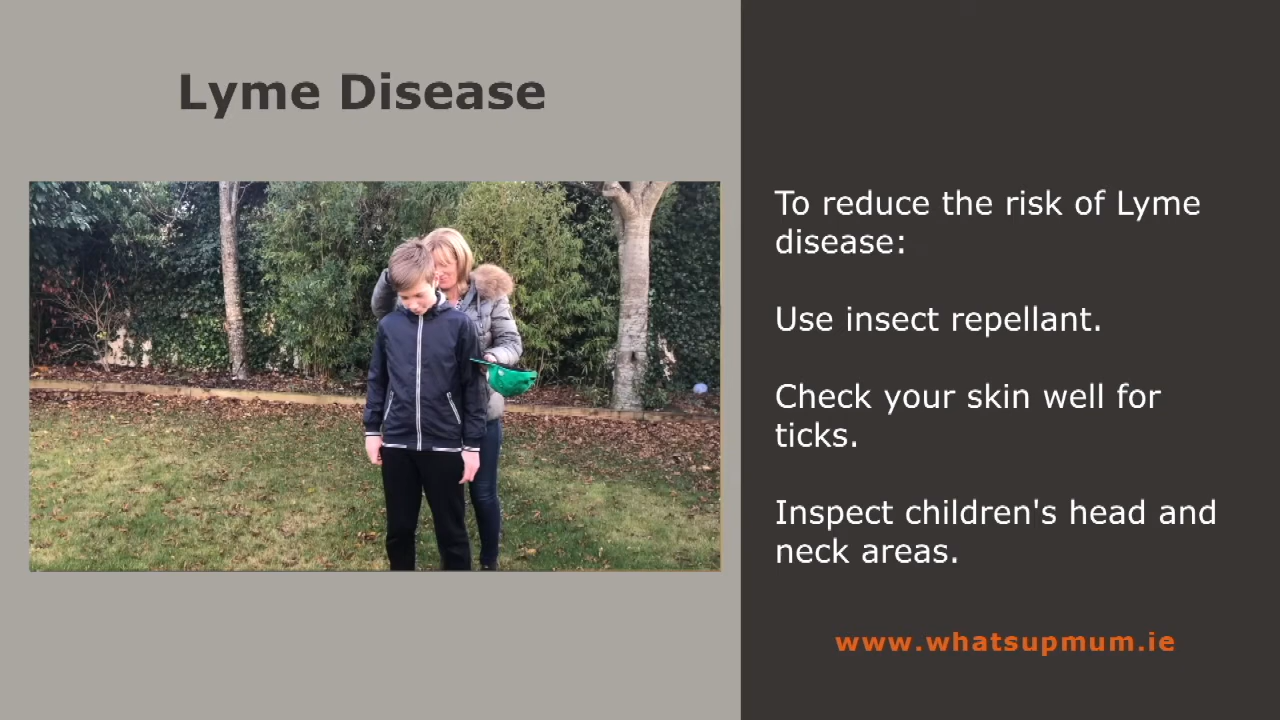 Lyme Disease
To reduce the risk of Lyme
disease:
Use insect repellant.
Check your skin well for
ticks.
Inspect children's head and
neck areas.
www.whatsupmum.ie